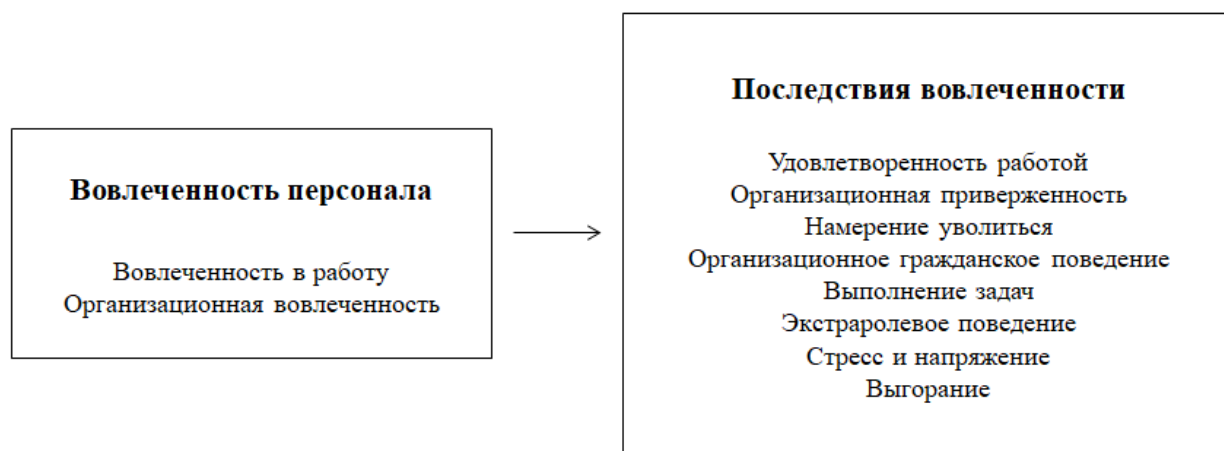 Вовлеченность персонала
Вовлеченность в работу
Организационная вовлеченность
Последствия вовлеченности
Удовлетворенность работой
Организационная приверженность
Намерение уволиться
Организационное гражданское поведение
Выполнение задач
Экстраролевое поведение
Стресс и напряжение
Выгорание